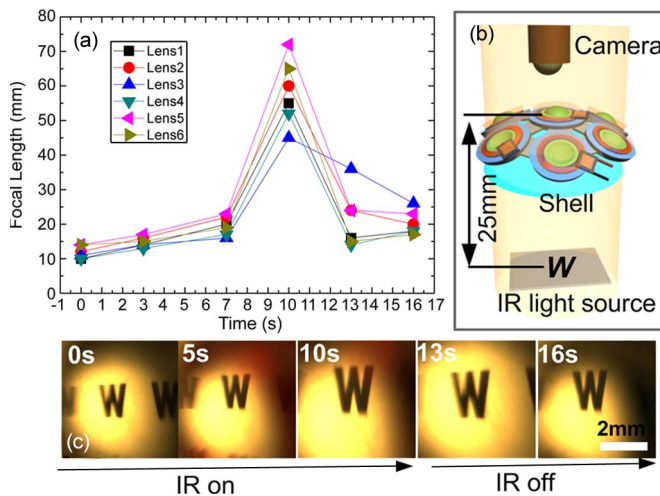 80
70
60
50
40
30
20
10
0
Focal Length (mm)
(a)
Lens1
Lens2
Lens3
Lens4
Lens5
Lens6
-1 0 1 2 3 4 5 6 7 8 9 10 11 12 13 14 15 16 17
Time (s)
(b)
Camera
Shell
25mm
W
IR light source
0s 5s 10s 13s 16s
W W W W W W W
(c)
2mm
IR on IR off